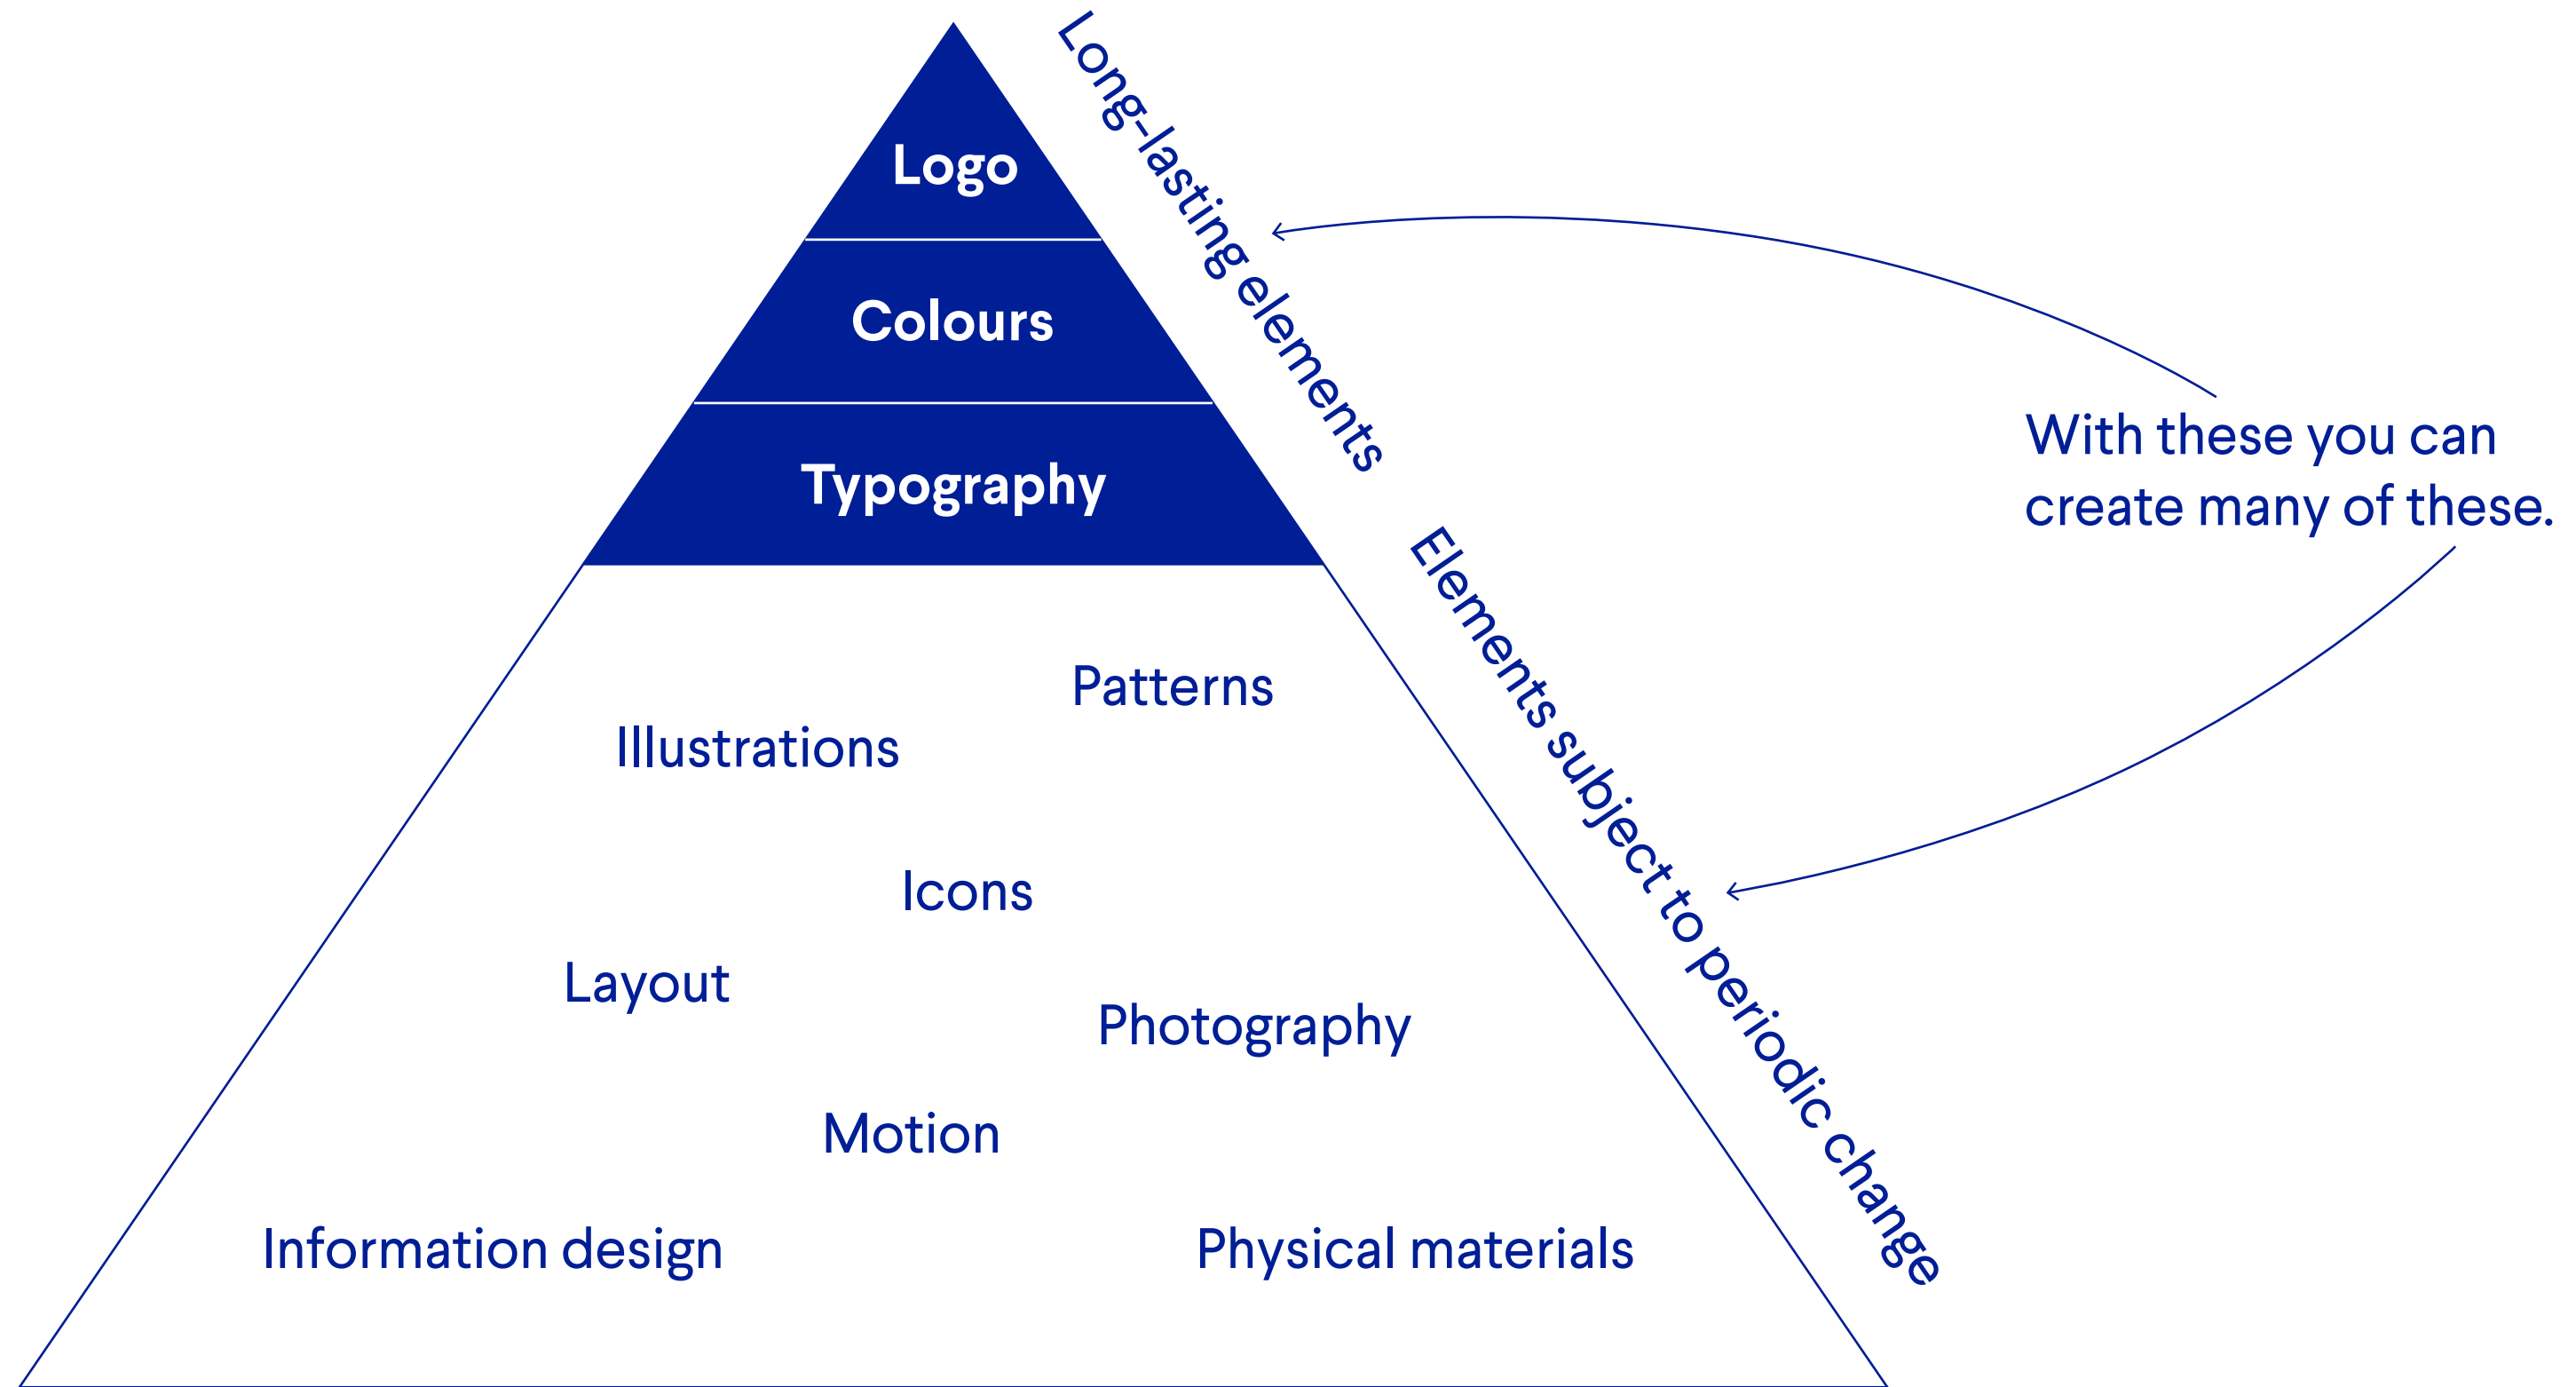 Logo
Colours
Typography
Long-lasting elements
With these you can
create many of these.
Elements subject to periodic change
Patterns
Illustrations
Icons
Layout
Photography
Motion
Information design
Physical materials